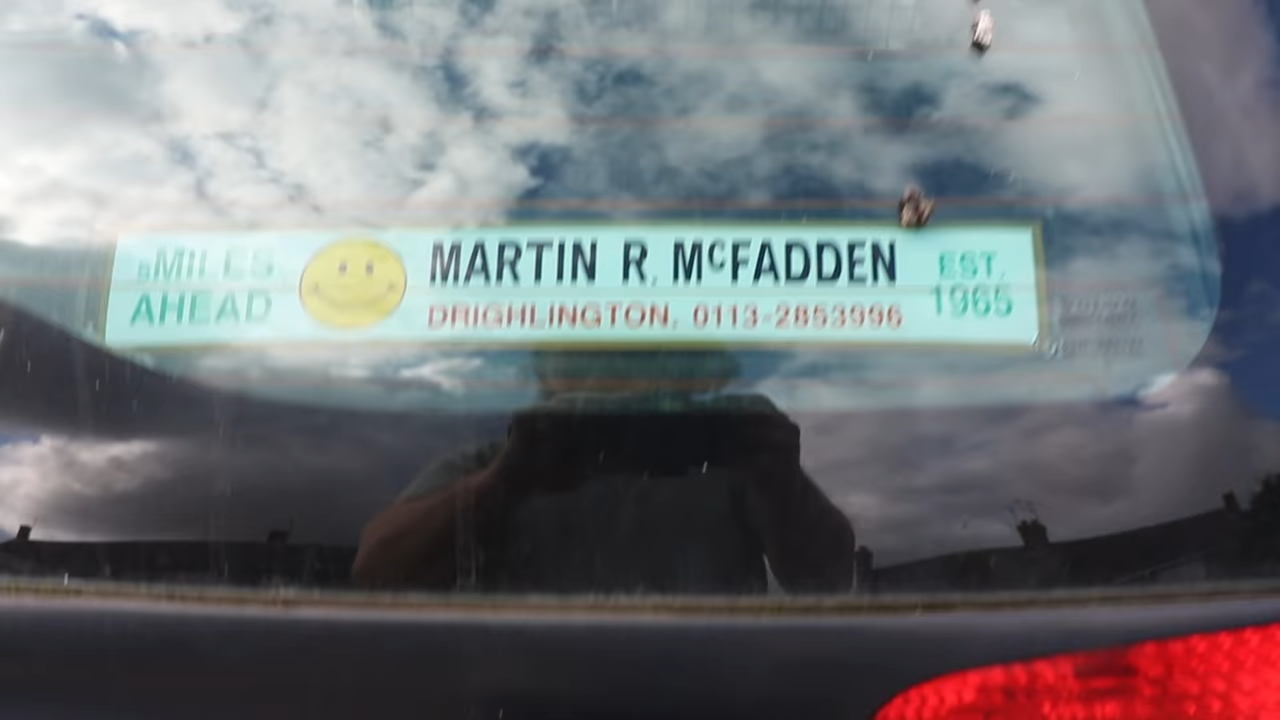 sMILES
AHEAD
MARTIN R. McFADDEN
DRIGHLINGTON. 0113-2853996
EST.
1965